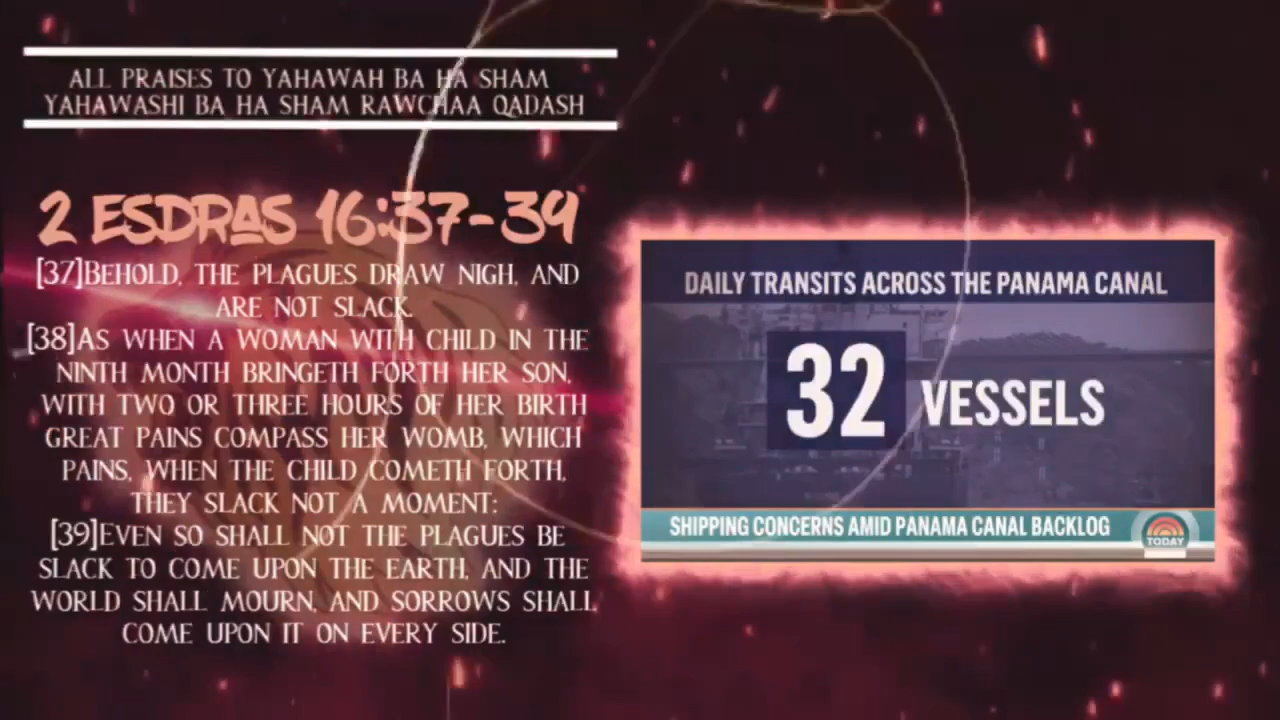 ALL PRAISES TO YAHAWAH BA HA SHAM
YAHAWASHI BA HA SHAM RAWCHAA QADASH
2 ESDRAS 16:37-39
[37]BEHOLD, THE PLAGUES DRAW NIGH, AND
ARE NOT SLACK.
[38]AS WHEN A WOMAN WITH CHILD IN THE
NINTH MONTH BRINGETH FORTH HER SON,
WITH TWO OR THREE HOURS OF HER BIRTH
GREAT PAINS COMPASS HER WOMB, WHICH
PAINS, WHEN THE CHILD COMETH FORTH,
THEY SLACK NOT A MOMENT:
[39]EVEN SO SHALL NOT THE PLAGUES BE
SLACK TO COME UPON THE EARTH, AND THE
WORLD SHALL MOURN, AND SORROWS SHALL
COME UPON IT ON EVERY SIDE.
DAILY TRANSITS ACROSS THE PANAMA CANAL
32 VESSELS
SHIPPING CONCERNS AMID PANAMA CANAL BACKLOG
TODAY